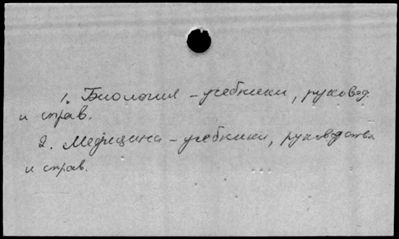 1. Биология – учебники, руковод.
и справ.
2. Медицина – учебники, руководства
и справ.